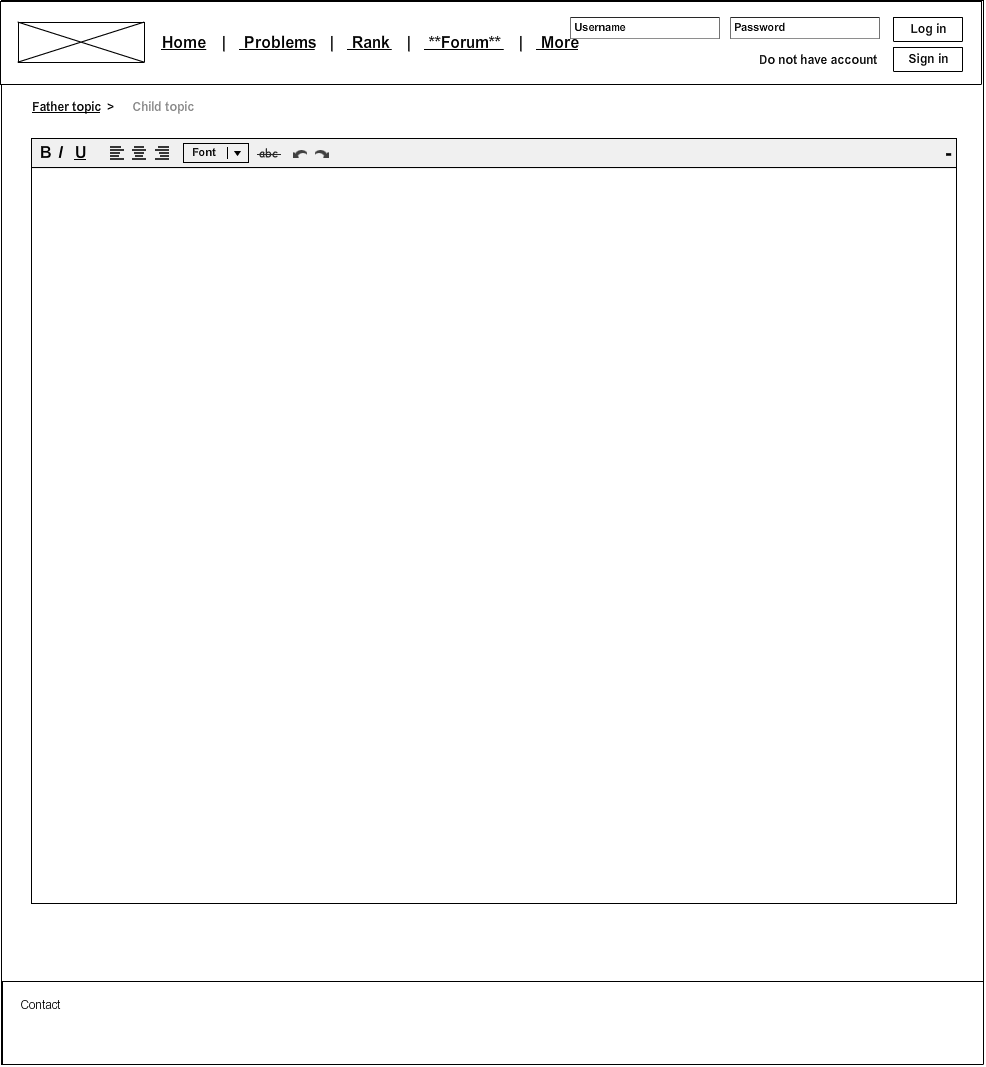 Username Password Log in
Home | Problems | Rank | **Forum** | More
Do not have account Sign in
Father topic > Child topic
B I U Font abc -
Contact